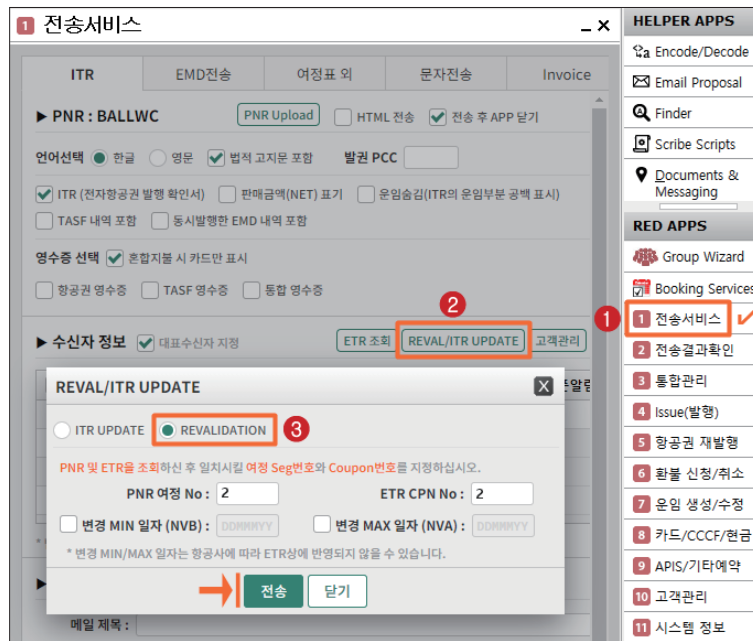 1 전송서비스
ITR EMD전송 여정표 외 문자전송 Invoice
▶ PNR : BALLWC PNR Upload HTML 전송 전송 후 APP 닫기
언어선택 한글 영문 법적 고지문 포함 발권 PCC
ITR (전자항공권 발행 확인서) 판매금액(NET) 표기 운임숨김(ITR의 운임부분 공백 표시)
TASF 내역 포함 동시발행한 EMD 내역 포함
영수증 선택 혼합지불 시 카드만 표시
항공권 영수증 TASF 영수증 통합 영수증
2
▶ 수신자 정보 대표수신자 지정 ETR 조회 REVAL/ITR UPDATE 고객관리
REVAL/ITR UPDATE X
ITR UPDATE REVALIDATION 3
PNR 및 ETR을 조회하신 후 일치시킬 여정 Seg번호와 Coupon번호를 지정하십시오.
PNR 여정 No : 2 ETR CPN No : 2
변경 MIN 일자 (NVB) : DDMMMYY 변경 MAX 일자 (NVA) : DDMMMYY
* 변경 MIN/MAX 일자는 항공사에 따라 ETR상에 반영되지 않을 수 있습니다.
전송 닫기
메일 제목 :
HELPER APPS
Encode/Decode
Email Proposal
Finder
Scribe Scripts
Documents &
Messaging
RED APPS
Group Wizard
Booking Services
1 1 전송서비스
2 전송결과확인
3 통합관리
4 Issue(발행)
5 항공권 재발행
6 환불 신청/취소
7 운임 생성/수정
8 카드/CCCF/현금
9 APIS/기타예약
10 고객관리
11 시스템 정보